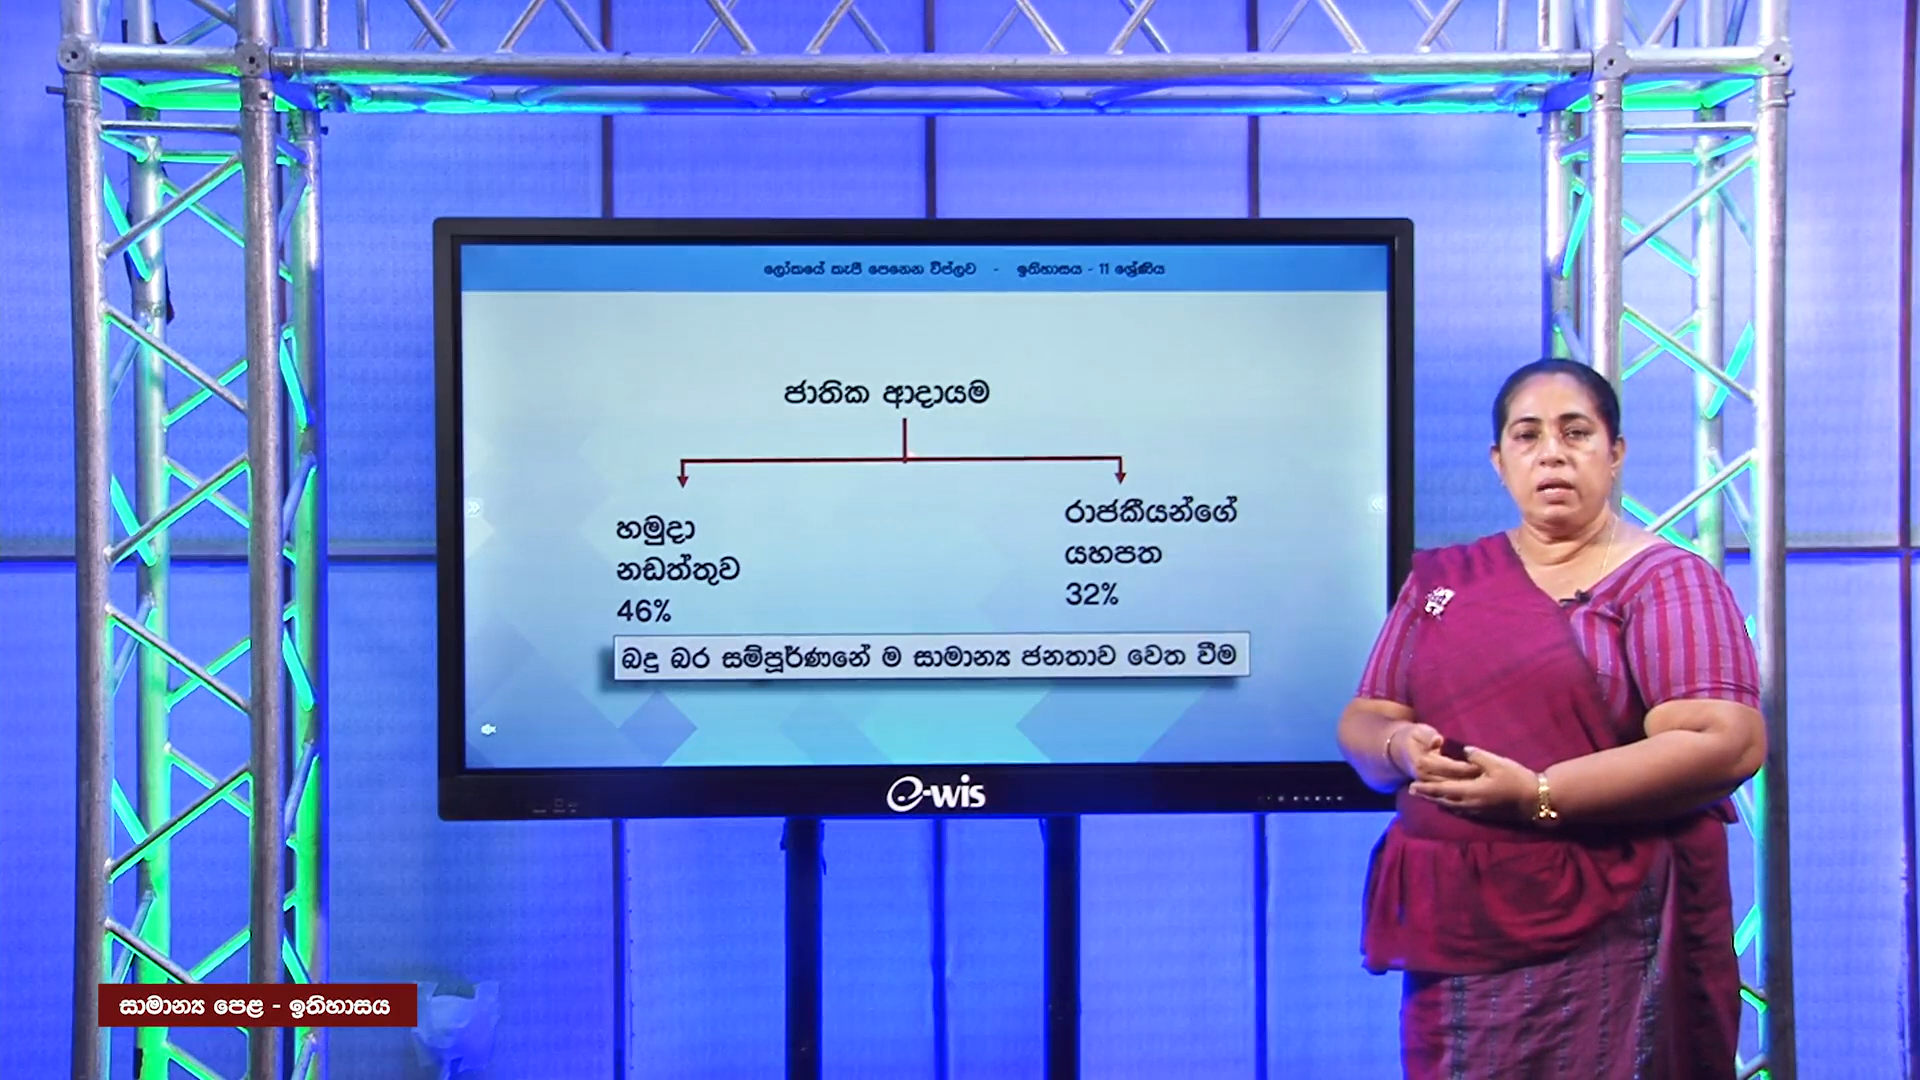 ලෝකයේ කැපී පෙනෙන විප්ලව - ඉතිහාසය - 11 ශ්‍රේණිය
ජාතික ආදායම
හමුදා
නඩත්තුව
46%
රාජකීයන්ගේ
යහපත
32%
බදු බර සම්පූර්ණනේ ම සාමාන්‍ය ජනතාව වෙත වීම
e-wis
සාමාන්‍ය පෙළ - ඉතිහාසය